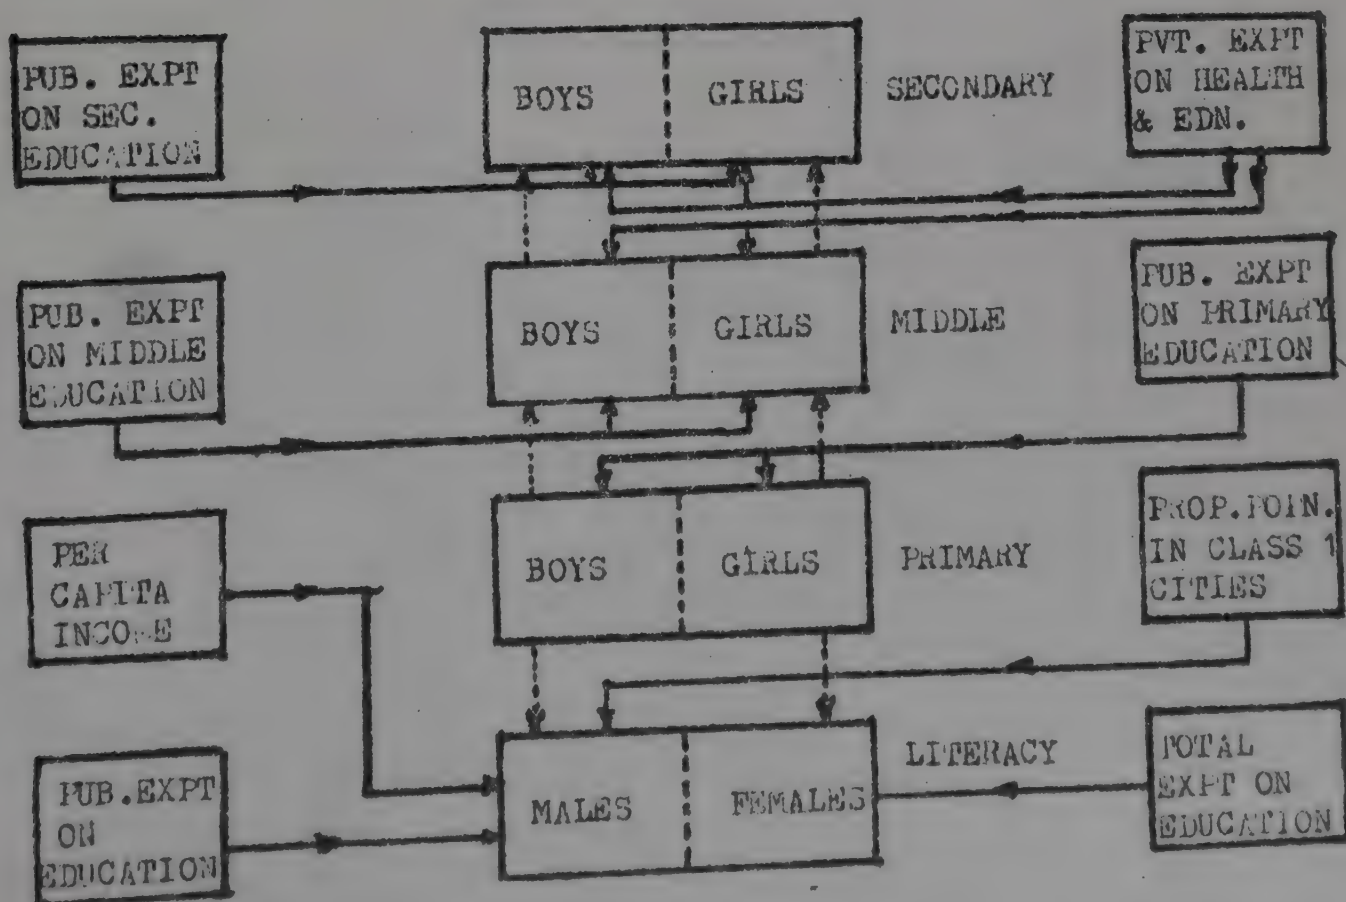 PUB. EXPT
ON SEC.
EDUCATION
BOYS
GIRLS
SECONDARY
PVT. EXPT
ON HEALTH
& EDN.
PUB. EXPT
ON MIDDLE
EDUCATION
BOYS
GIRLS
MIDDLE
PUB. EXPT
ON PRIMARY
EDUCATION
PER
CAPITA
INCOME
BOYS
GIRLS
PRIMARY
PROP.POPN.
IN CLASS 1
CITIES
PUB.EXPT
ON
EDUCATION
MALES
FEMALES
LITERACY
TOTAL
EXPT ON
EDUCATION